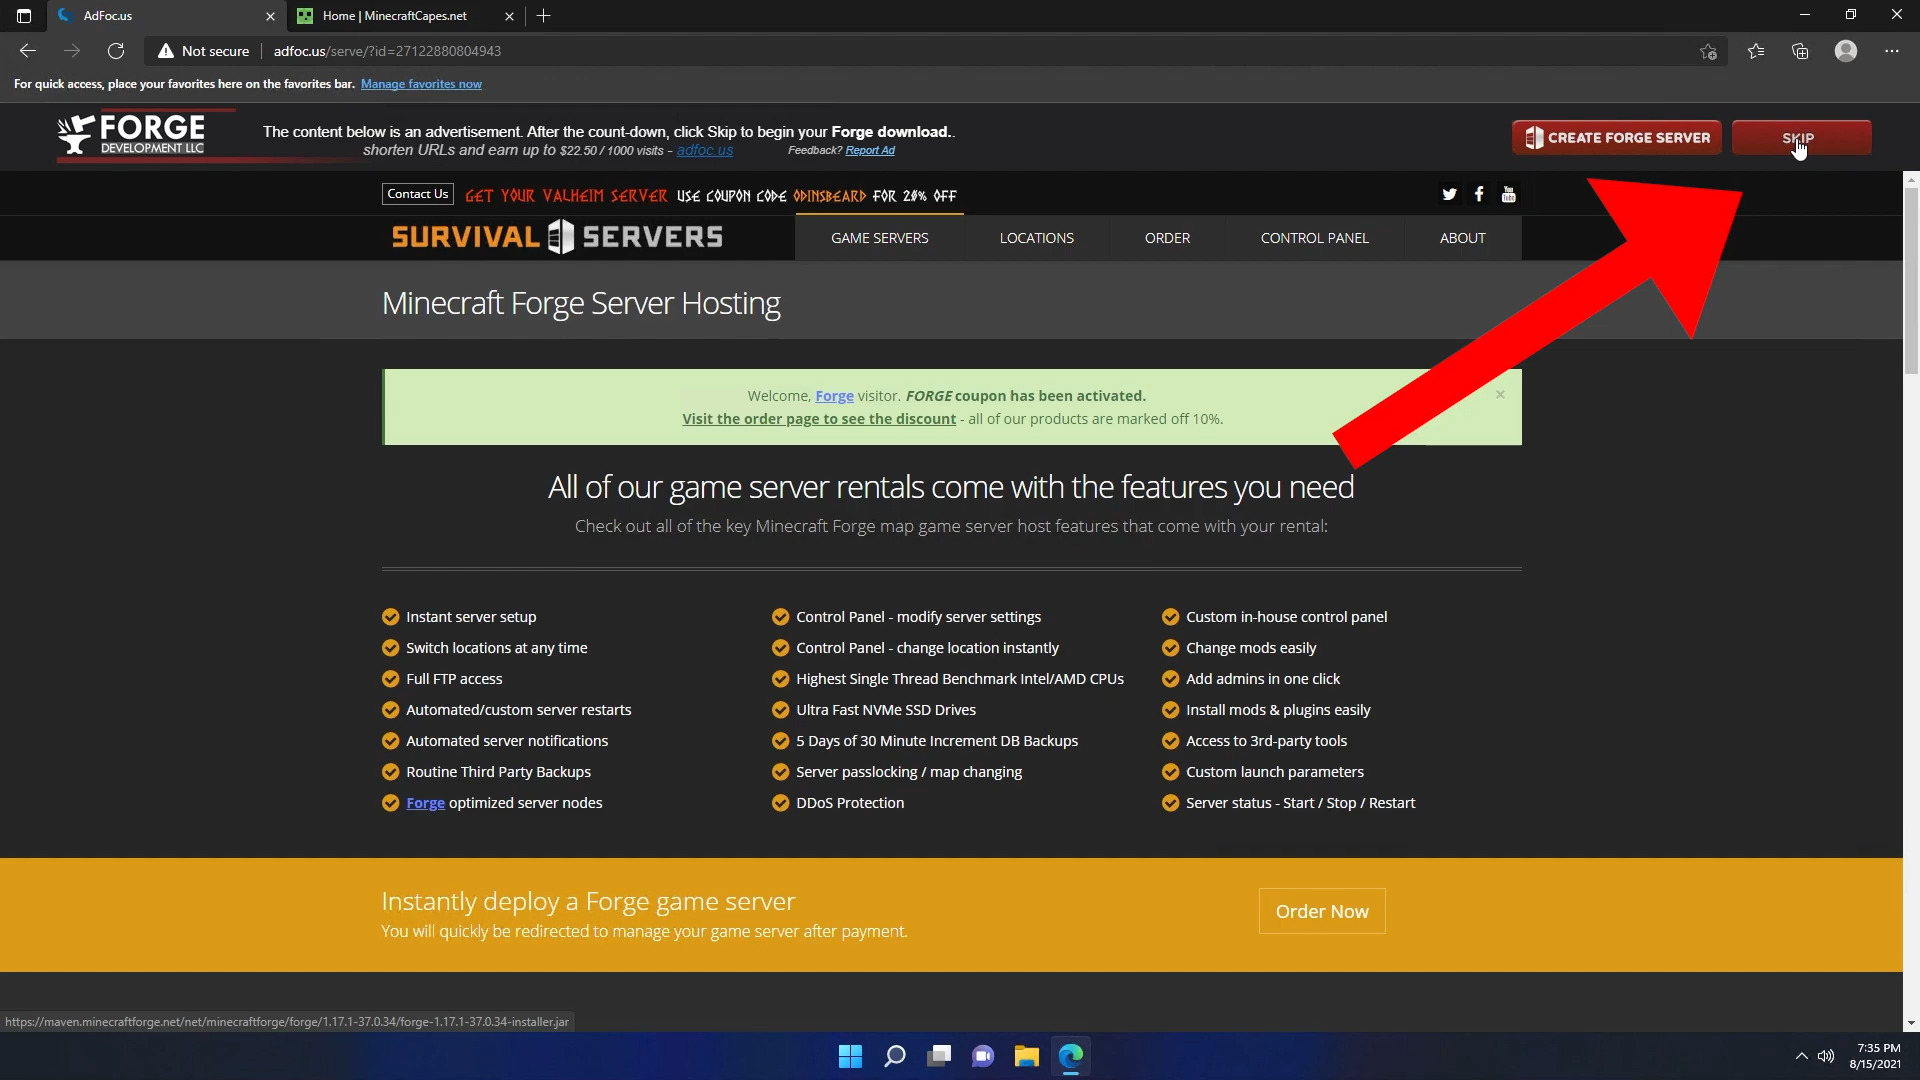 AdFoc.us
Home | MinecraftCapes.net
Not secure
adfoc.us/serve/?id=27122880804943
For quick access, place your favorites here on the favorites bar. Manage favorites now
FORGE
DEVELOPMENT LLC
The content below is an advertisement. After the count-down, click Skip to begin your Forge download..
shorten URLs and earn up to $22.50 / 1000 visits - adfoc.us Feedback? Report Ad
CREATE FORGE SERVER
SKIP
Contact Us
GET YOUR VALHEIM SERVER USE COUPON CODE ODINSBEARD FOR 20% OFF
You Tube
SURVIVAL SERVERS
GAME SERVERS
LOCATIONS
ORDER
CONTROL PANEL
ABOUT
Minecraft Forge Server Hosting
Welcome, Forge visitor. FORGE coupon has been activated.
Visit the order page to see the discount - all of our products are marked off 10%.
All of our game server rentals come with the features you need
Check out all of the key Minecraft Forge map game server host features that come with your rental:
Instant server setup
Switch locations at any time
Full FTP access
Automated/custom server restarts
Automated server notifications
Routine Third Party Backups
Forge optimized server nodes
Control Panel - modify server settings
Control Panel - change location instantly
Highest Single Thread Benchmark Intel/AMD CPUs
Ultra Fast NVMe SSD Drives
5 Days of 30 Minute Increment DB Backups
Server passlocking / map changing
DDoS Protection
Custom in-house control panel
Change mods easily
Add admins in one click
Install mods & plugins easily
Access to 3rd-party tools
Custom launch parameters
Server status - Start / Stop / Restart
Instantly deploy a Forge game server
You will quickly be redirected to manage your game server after payment.
Order Now
https://maven.minecraftforge.net/net/minecraftforge/forge/1.17.1-37.0.34/forge-1.17.1-37.0.34-installer.jar
7:35 PM
8/15/2021